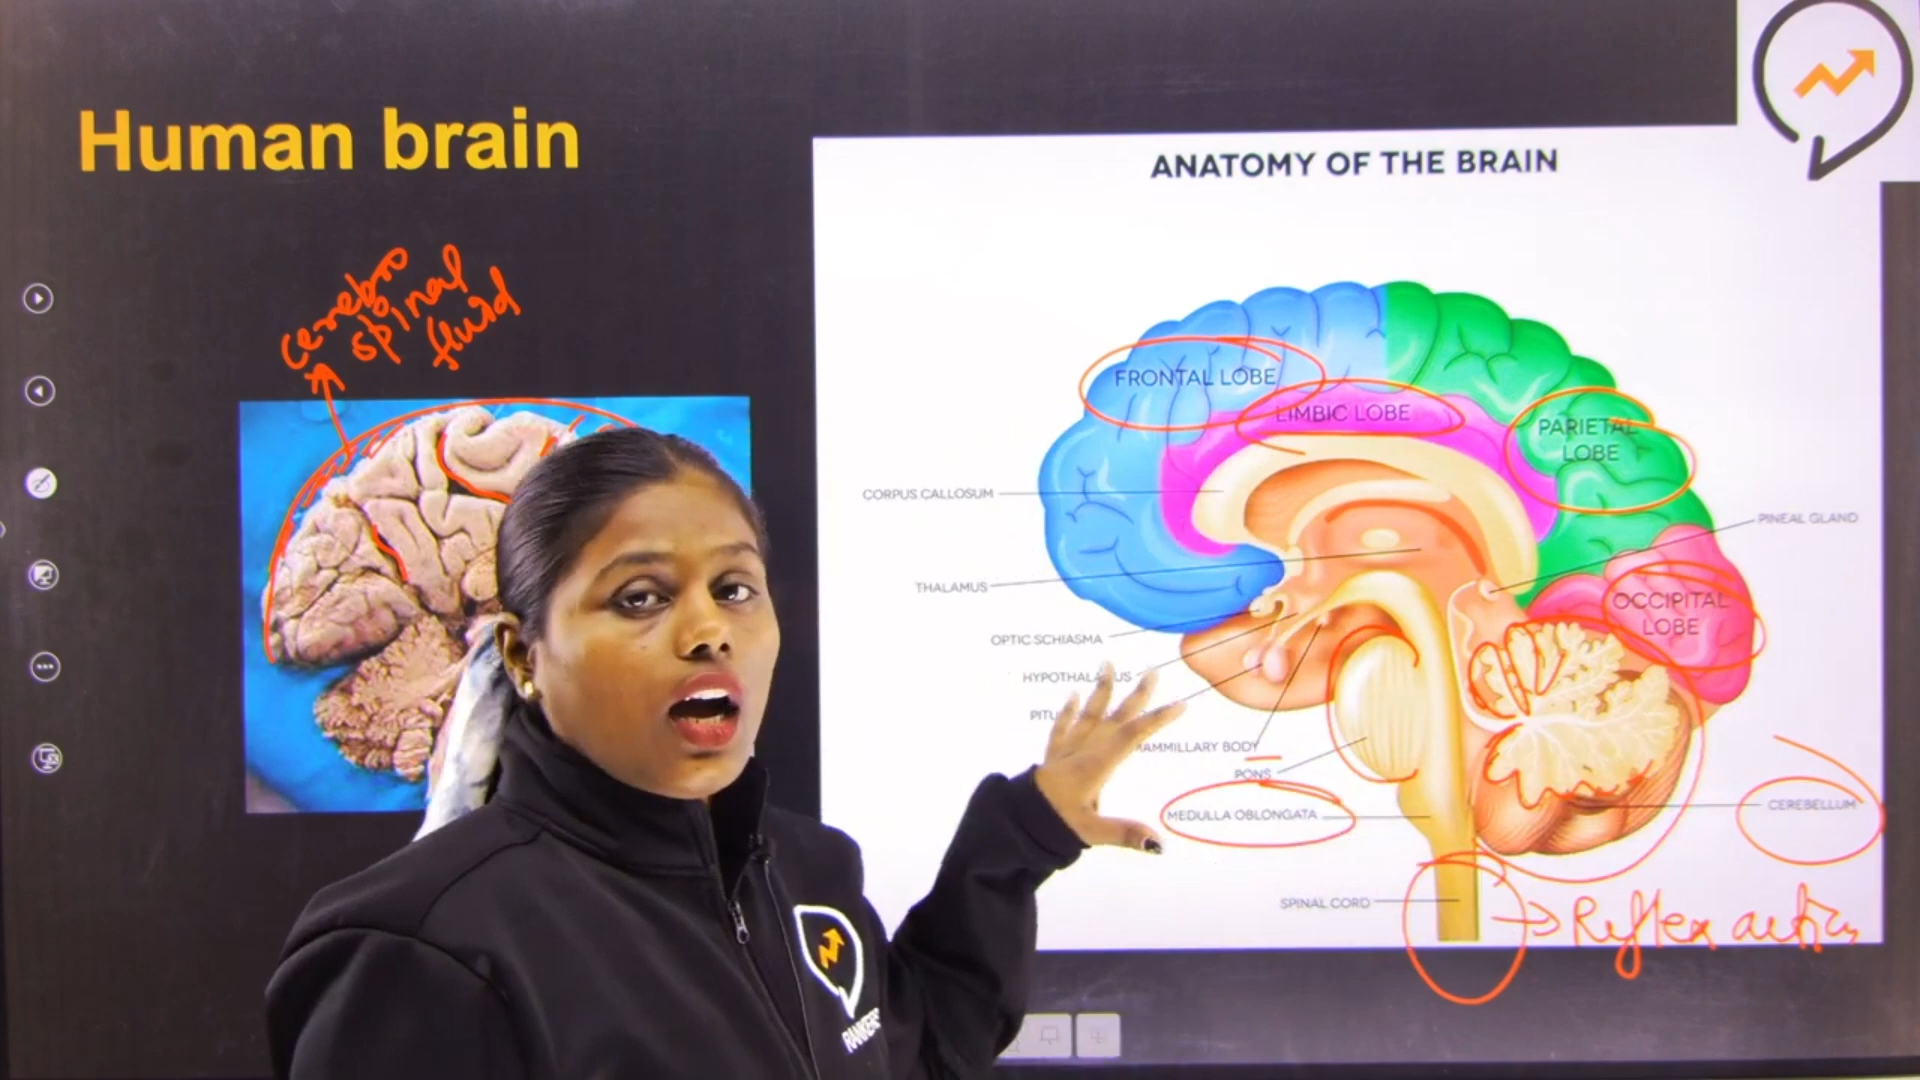 Human brain
cerebro
spinal
fluid
ANATOMY OF THE BRAIN
FRONTAL LOBE
LIMBIC LOBE
PARIETAL
LOBE
CORPUS CALLOSUM
PINEAL GLAND
THALAMUS
OCCIPITAL
LOBE
OPTIC SCHIASMA
MAMMILLARY BODY
PONS
MEDULLA OBLONGATA
CEREBELLUM
SPINAL CORD
Reflex action
RANKERS